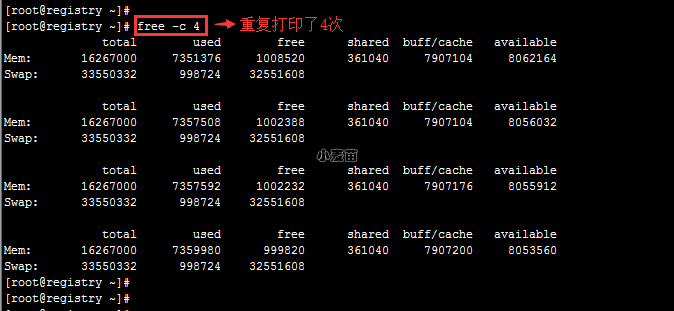 [root@registry ~]#
[root@registry ~]# free -c 4 重复打印了4次
total used free shared buff/cache available
Mem: 16267000 7351376 1008520 361040 7907104 8062164
Swap: 33550332 998724 32551608
total used free shared buff/cache available
Mem: 16267000 7357508 1002388 361040 7907104 8056032
Swap: 33550332 998724 32551608
小麦苗
total used free shared buff/cache available
Mem: 16267000 7357592 1002232 361040 7907176 8055912
Swap: 33550332 998724 32551608
total used free shared buff/cache available
Mem: 16267000 7359980 999820 361040 7907200 8053560
Swap: 33550332 998724 32551608
[root@registry ~]#
[root@registry ~]#